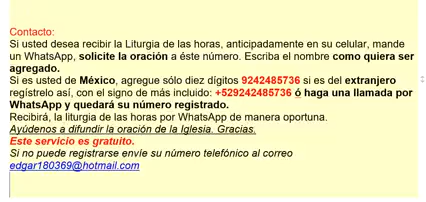 Contacto:
Si usted desea recibir la Liturgia de las horas, anticipadamente en su celular, mande
un WhatsApp, solicite la oración a éste número. Escriba el nombre como quiera ser
agregado.
Si es usted de México, agregue sólo diez dígitos 9242485736 si es del extranjero
regístrelo así, con el signo de más incluido: +529242485736 ó haga una llamada por
WhatsApp y quedará su número registrado.
Recibirá, la liturgia de las horas por WhatsApp de manera oportuna.
Ayúdenos a difundir la oración de la Iglesia. Gracias.
Este servicio es gratuito.
Si no puede registrarse envíe su número telefónico al correo
edgar180369@hotmail.com